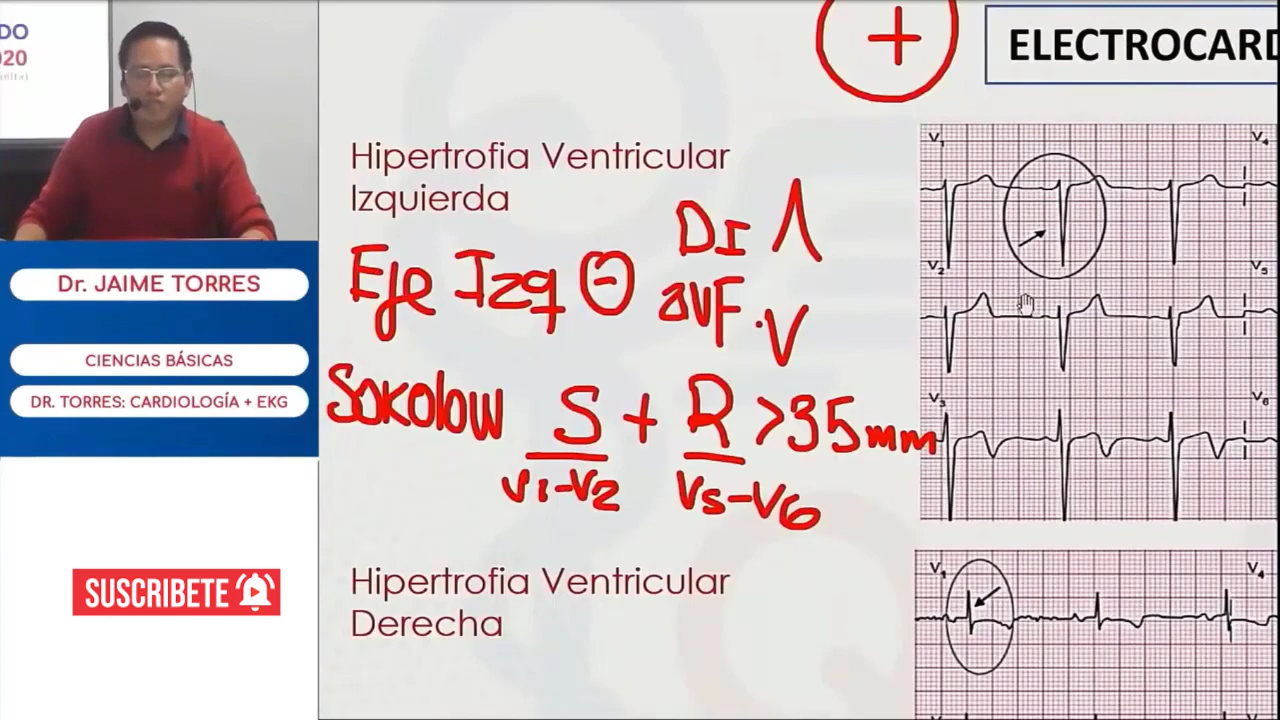 DO
020
+
ELECTROCARD
Hipertrofia Ventricular
Izquierda
DI
Eje Izq ⊖ aVF
Sokolow S + R >35mm
V1-V2 V5-V6
Hipertrofia Ventricular
Derecha
Dr. JAIME TORRES
CIENCIAS BÁSICAS
DR. TORRES: CARDIOLOGÍA + EKG
SUSCRIBETE
V1 V4
V2 V5
V3 V6
V1 V4